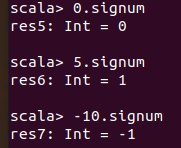 scala> 0.signum
res5: Int = 0
scala> 5.signum
res6: Int = 1
scala> -10.signum
res7: Int = -1